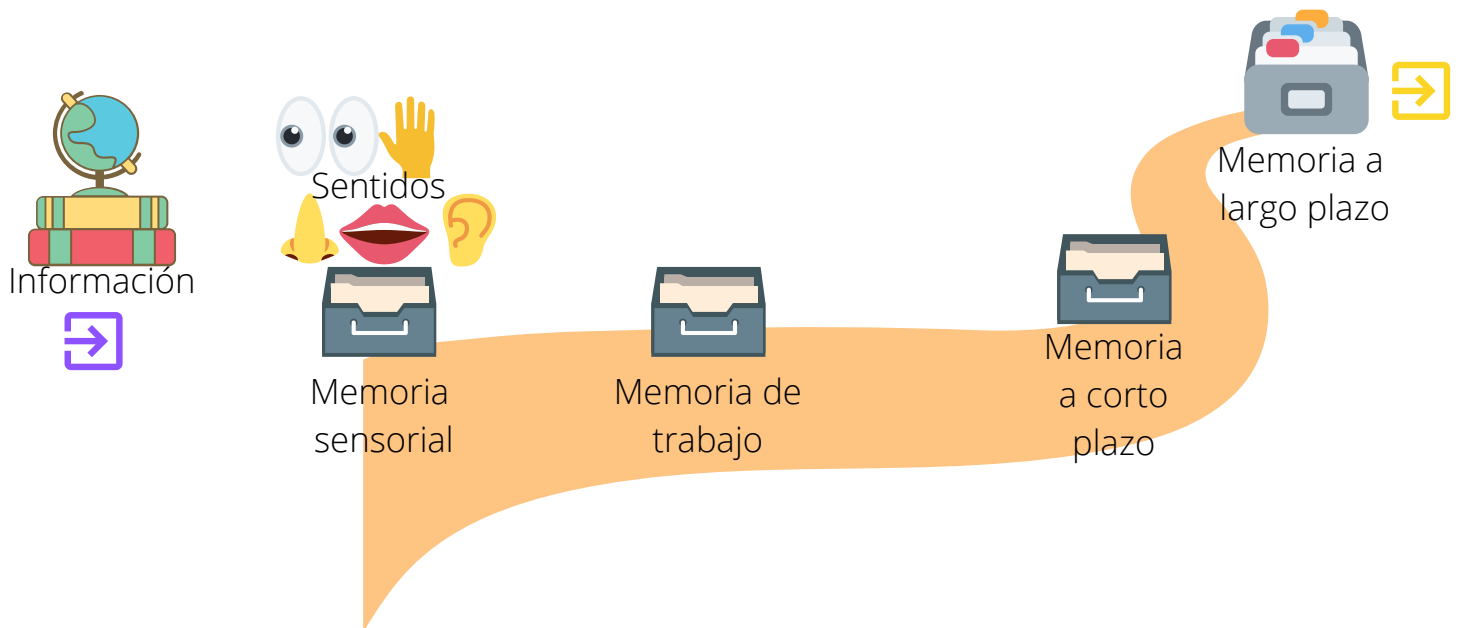 Información
Sentidos
Memoria
sensorial
Memoria de
trabajo
Memoria
a corto
plazo
Memoria a
largo plazo